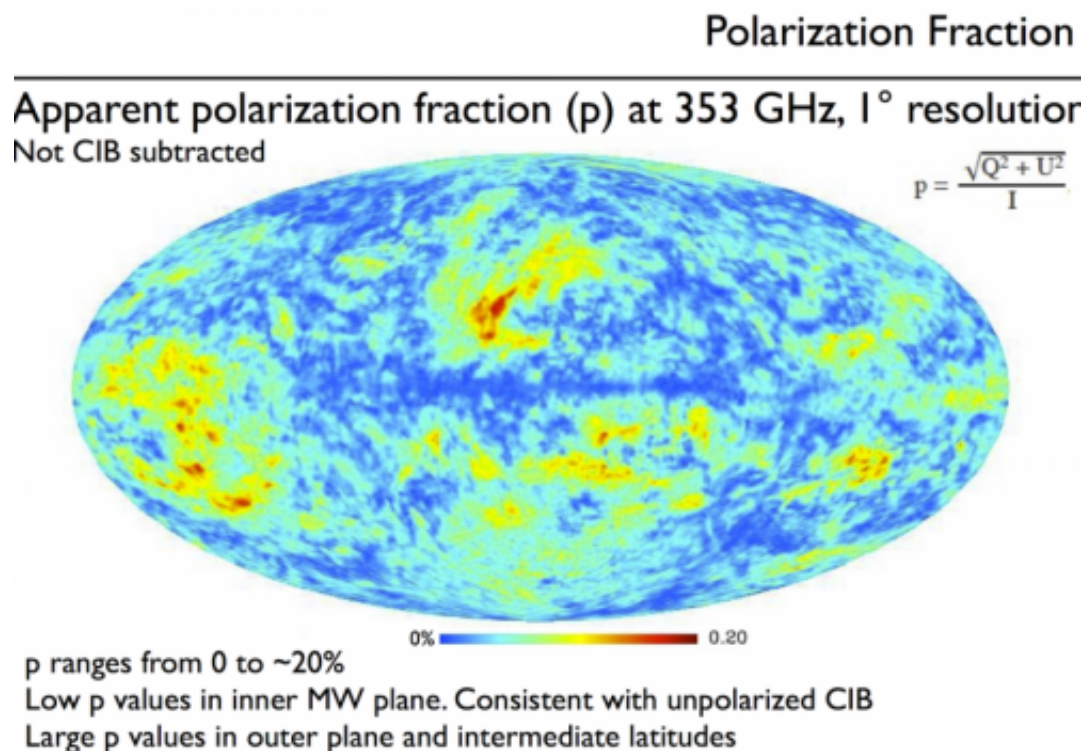 Polarization Fraction
Apparent polarization fraction (p) at 353 GHz, 1° resolution
Not CIB subtracted
p = √(Q² + U²) / I
0% 0.20
p ranges from 0 to ~20%
Low p values in inner MW plane. Consistent with unpolarized CIB
Large p values in outer plane and intermediate latitudes